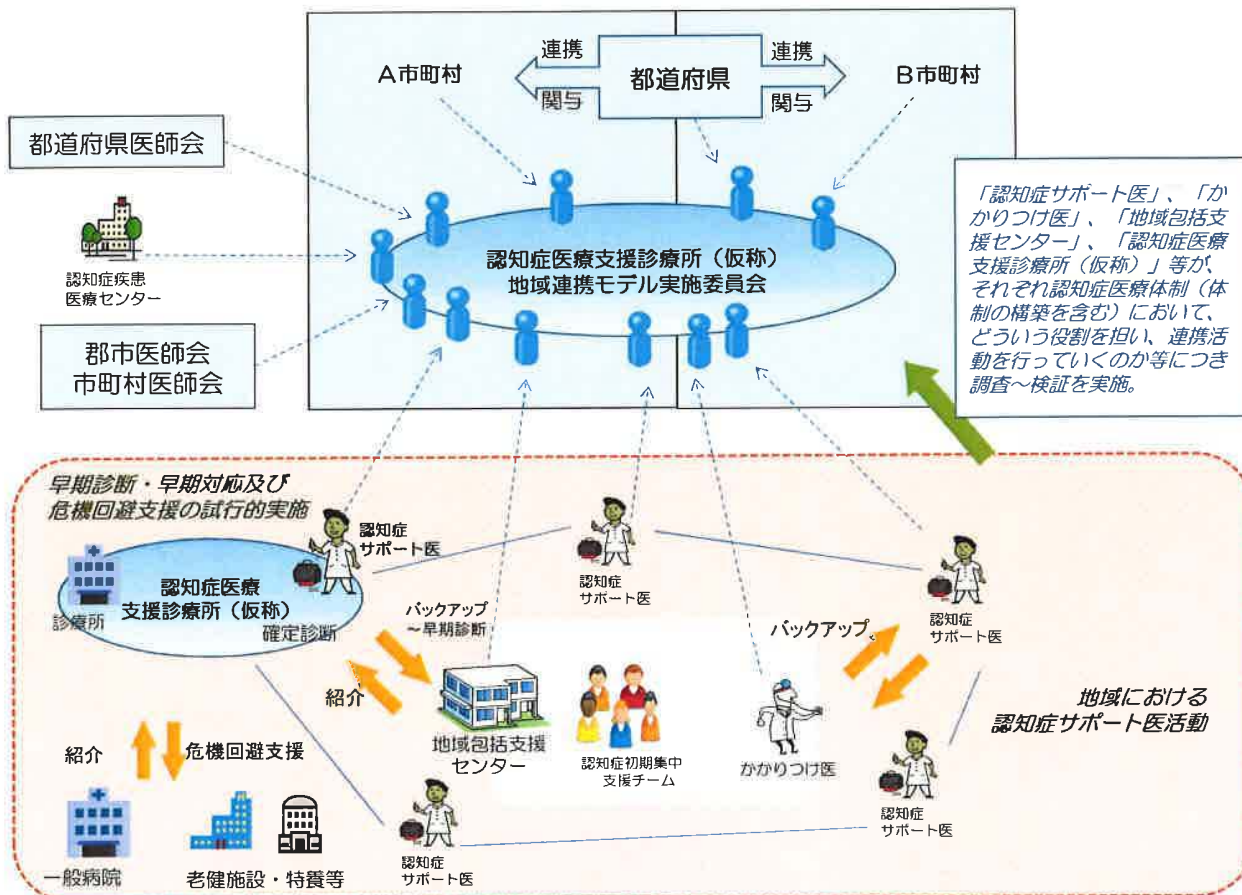 連携
連携
A市町村
都道府県
B市町村
関与
関与
都道府県医師会
認知症疾患
医療センター
郡市医師会
市町村医師会
認知症医療支援診療所（仮称）
地域連携モデル実施委員会
「認知症サポート医」、「か
かりつけ医」、「地域包括支
援センター」、「認知症医療
支援診療所（仮称）」等が、
それぞれ認知症医療体制（体
制の構築を含む）において、
どういう役割を担い、連携活
動を行っていくのか等につき
調査～検証を実施。
早期診断・早期対応及び
危機回避支援の試行的実施
認知症
サポート医
認知症医療
支援診療所（仮称）
診療所
確定診断
認知症
サポート医
認知症
サポート医
バックアップ
～早期診断
紹介
バックアップ
地域包括支援
センター
認知症初期集中
支援チーム
かかりつけ医
地域における
認知症サポート医活動
紹介
危機回避支援
認知症
サポート医
認知症
サポート医
一般病院
老健施設・特養等